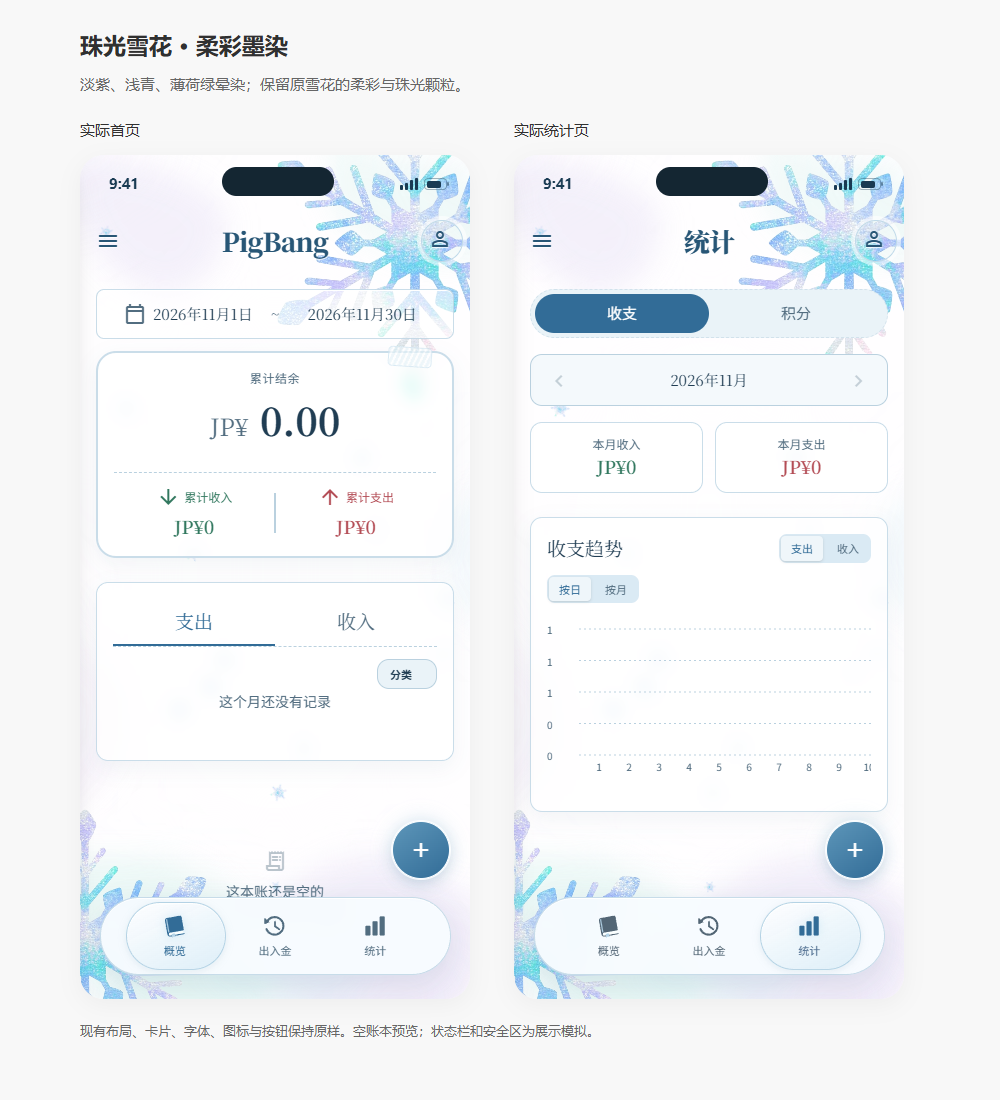 珠光雪花 • 柔彩墨染
淡紫、浅青、薄荷绿晕染；保留原雪花的柔彩与珠光颗粒。
实际首页
9:41
PigBang
2026年11月1日 ~ 2026年11月30日
累计结余
JP¥ 0.00
累计收入 累计支出
JP¥0 JP¥0
支出 收入
分类
这个月还没有记录
这本账还是空的
概览 出入金 统计
实际统计页
9:41
统计
收支 积分
2026年11月
本月收入 本月支出
JP¥0 JP¥0
收支趋势 支出 收入
按日 按月
1
1
1
0
0
1 2 3 4 5 6 7 8 9 10
概览 出入金 统计
现有布局、卡片、字体、图标与按钮保持原样。空账本预览；状态栏和安全区为展示模拟。